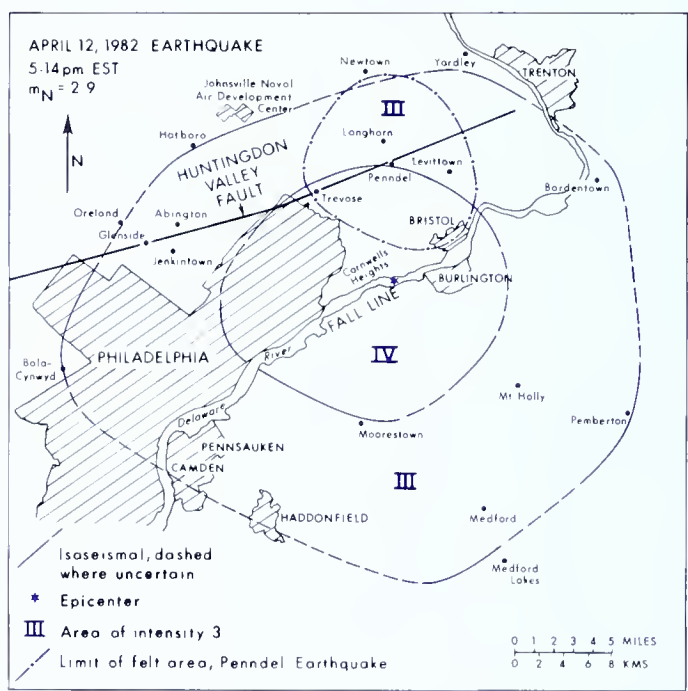 APRIL 12, 1982 EARTHQUAKE
5:14pm EST
mN = 2 9
N
Johnsville Naval
Air Development
Center
Newtown
Yardley
TRENTON
III
Hatboro
Langhorn
HUNTINGDON
VALLEY
FAULT
Levittown
Penndel
Trevose
Bordentown
Oreland
Abington
Glenside
Jenkintown
BRISTOL
Cornwells
Heights
BURLINGTON
FALL LINE
PHILADELPHIA
River
IV
Bala-
Cynwyd
Mt Holly
Delaware
Moorestown
Pemberton
PENNSAUKEN
CAMDEN
III
HADDONFIELD
Medford
Medford
Lakes
Isoseismal, dashed
where uncertain
Epicenter
III Area of intensity 3
Limit of felt area, Penndel Earthquake
0 1 2 3 4 5 MILES
0 2 4 6 8 KMS